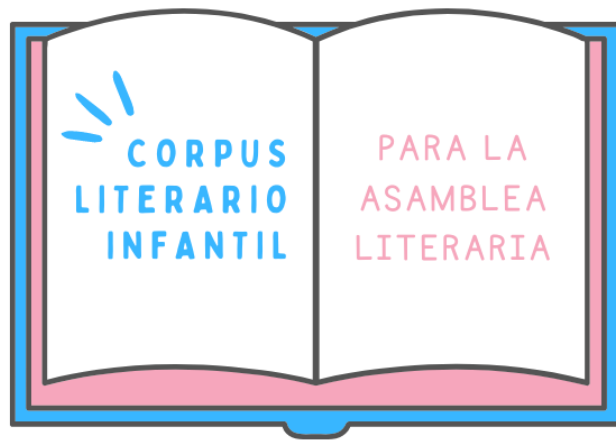 CORPUS
LITERARIO
INFANTIL
PARA LA
ASAMBLEA
LITERARIA